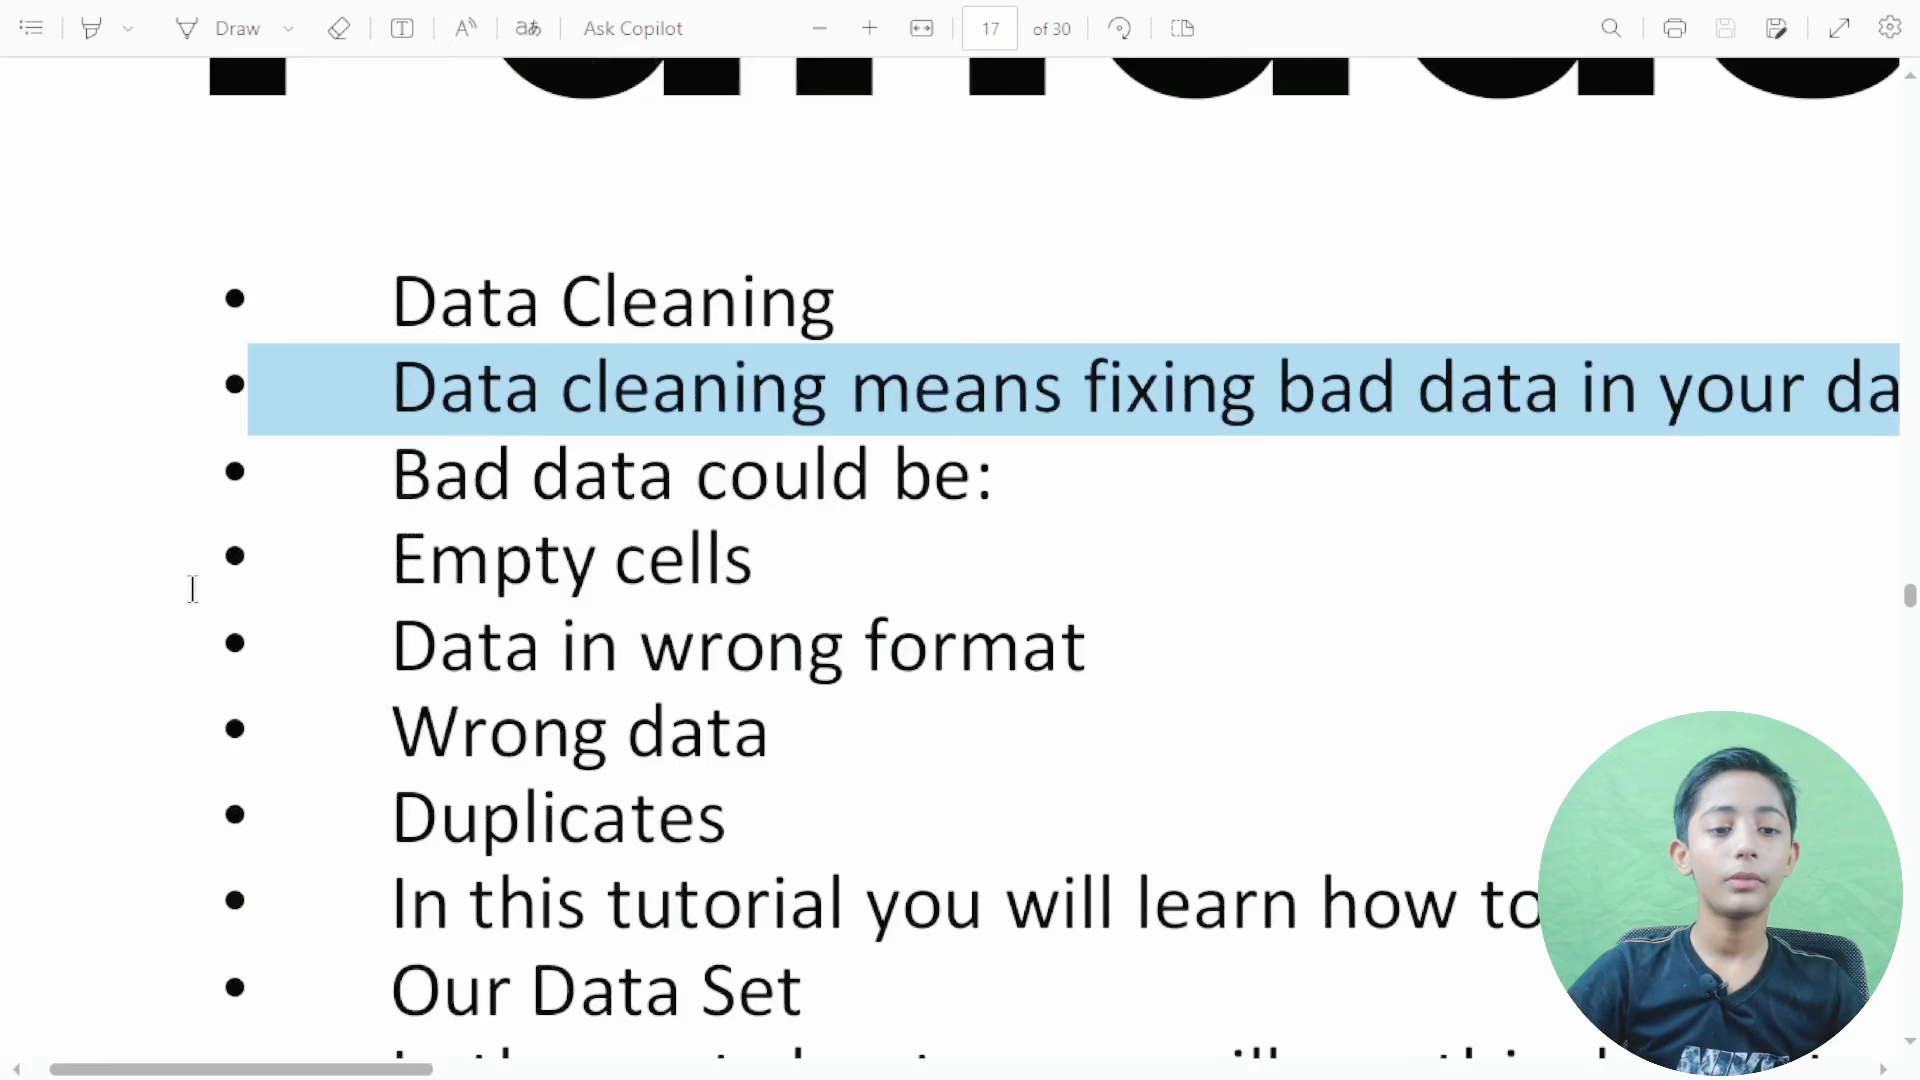 Draw
Ask Copilot
17 of 30
• Data Cleaning
• Data cleaning means fixing bad data in your da
• Bad data could be:
• Empty cells
• Data in wrong format
• Wrong data
• Duplicates
• In this tutorial you will learn how to
• Our Data Set